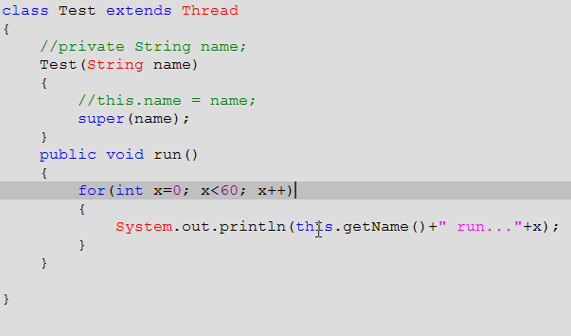 class Test extends Thread
{
//private String name;
Test(String name)
{
//this.name = name;
super(name);
}
public void run()
{
for(int x=0; x<60; x++)
{
System.out.println(this.getName()+" run..."+x);
}
}
}